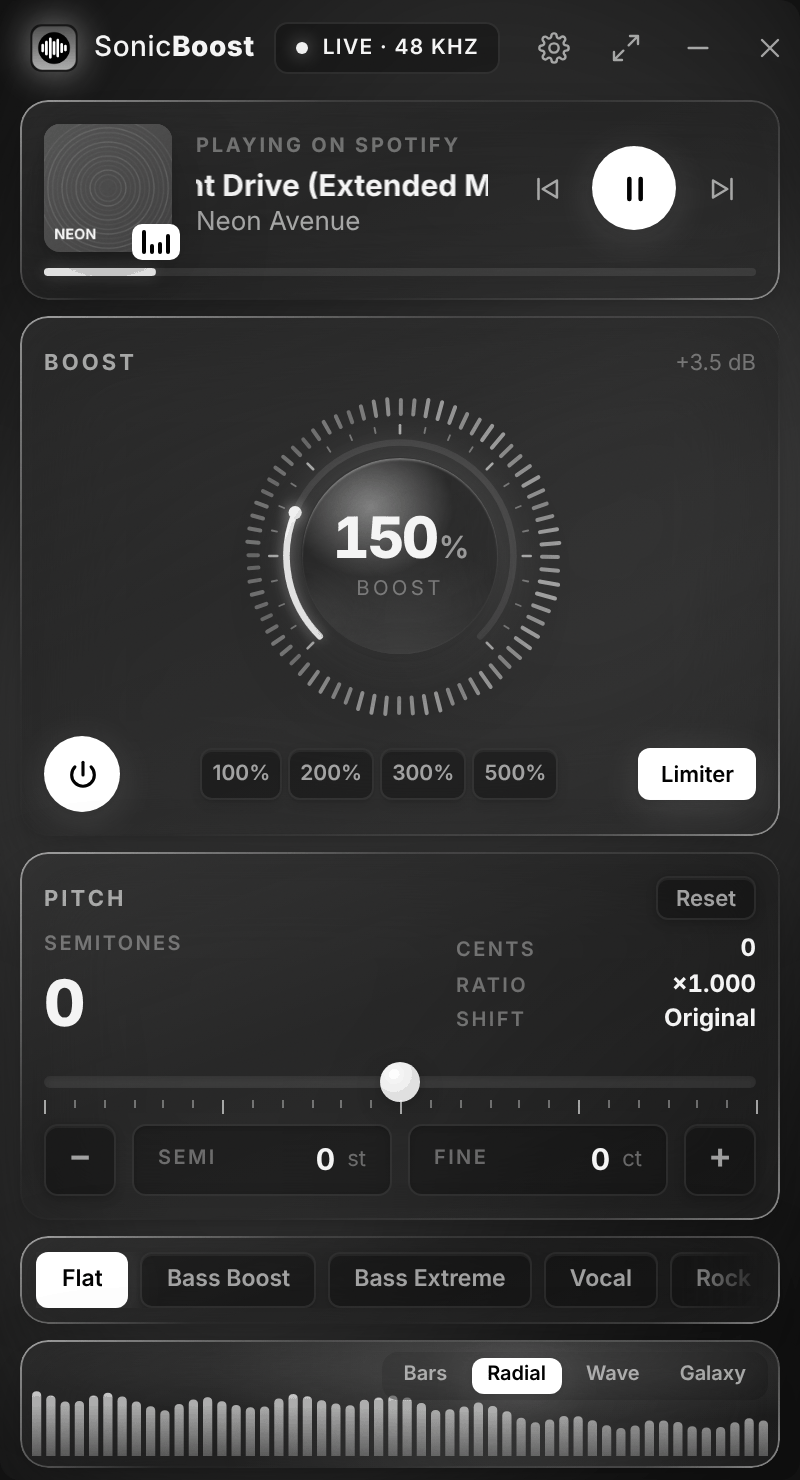 SonicBoost
LIVE · 48 KHZ
PLAYING ON SPOTIFY
nt Drive (Extended M
Neon Avenue
NEON
BOOST
+3.5 dB
150%
BOOST
100% 200% 300% 500%
Limiter
PITCH
Reset
SEMITONES
0
CENTS 0
RATIO ×1.000
SHIFT Original
− SEMI 0 st FINE 0 ct +
Flat Bass Boost Bass Extreme Vocal Rock
Bars Radial Wave Galaxy